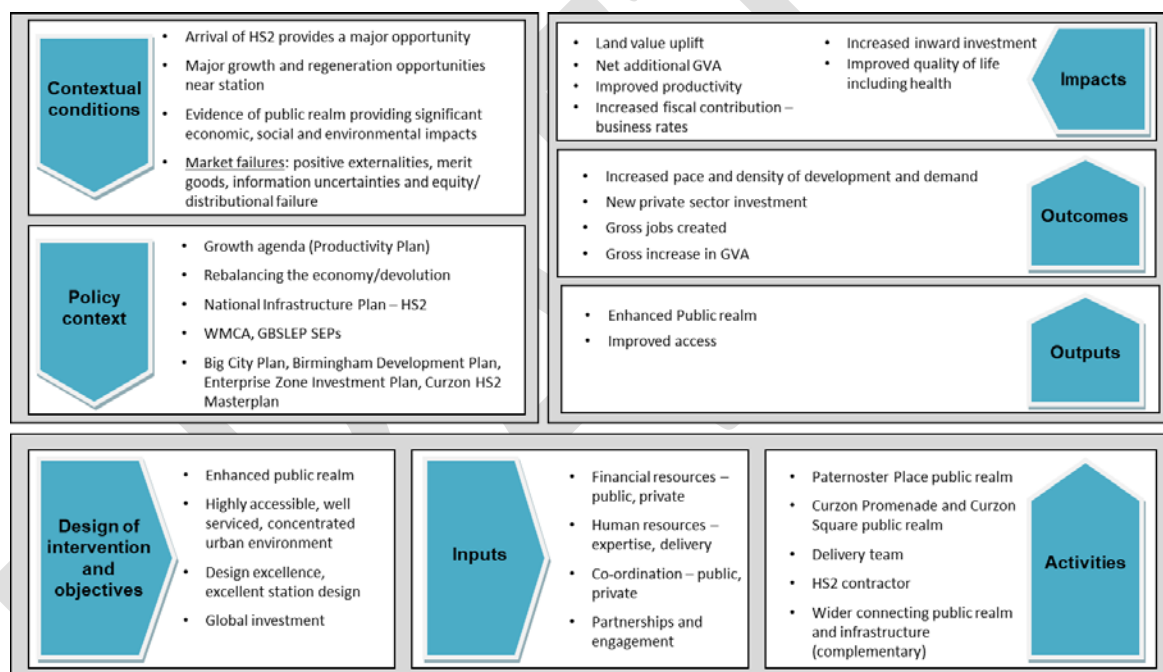 Contextual
conditions
• Arrival of HS2 provides a major opportunity
• Major growth and regeneration opportunities
near station
• Evidence of public realm providing significant
economic, social and environmental impacts
• Market failures: positive externalities, merit
goods, information uncertainties and equity/
distributional failure
Policy
context
• Growth agenda (Productivity Plan)
• Rebalancing the economy/devolution
• National Infrastructure Plan – HS2
• WMCA, GBSLEP SEPs
• Big City Plan, Birmingham Development Plan,
Enterprise Zone Investment Plan, Curzon HS2
Masterplan
• Land value uplift
• Net additional GVA
• Improved productivity
• Increased fiscal contribution –
business rates
• Increased inward investment
• Improved quality of life
including health
Impacts
• Increased pace and density of development and demand
• New private sector investment
• Gross jobs created
• Gross increase in GVA
Outcomes
• Enhanced Public realm
• Improved access
Outputs
Design of
intervention
and
objectives
• Enhanced public realm
• Highly accessible, well
serviced, concentrated
urban environment
• Design excellence,
excellent station design
• Global investment
Inputs
• Financial resources –
public, private
• Human resources –
expertise, delivery
• Co-ordination – public,
private
• Partnerships and
engagement
• Paternoster Place public realm
• Curzon Promenade and Curzon
Square public realm
• Delivery team
• HS2 contractor
• Wider connecting public realm
and infrastructure
(complementary)
Activities